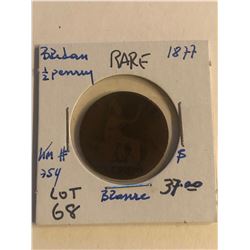 Britain RARE 1877
1/2 penny
KM #
754 $
LOT 37.00
68 Bronze